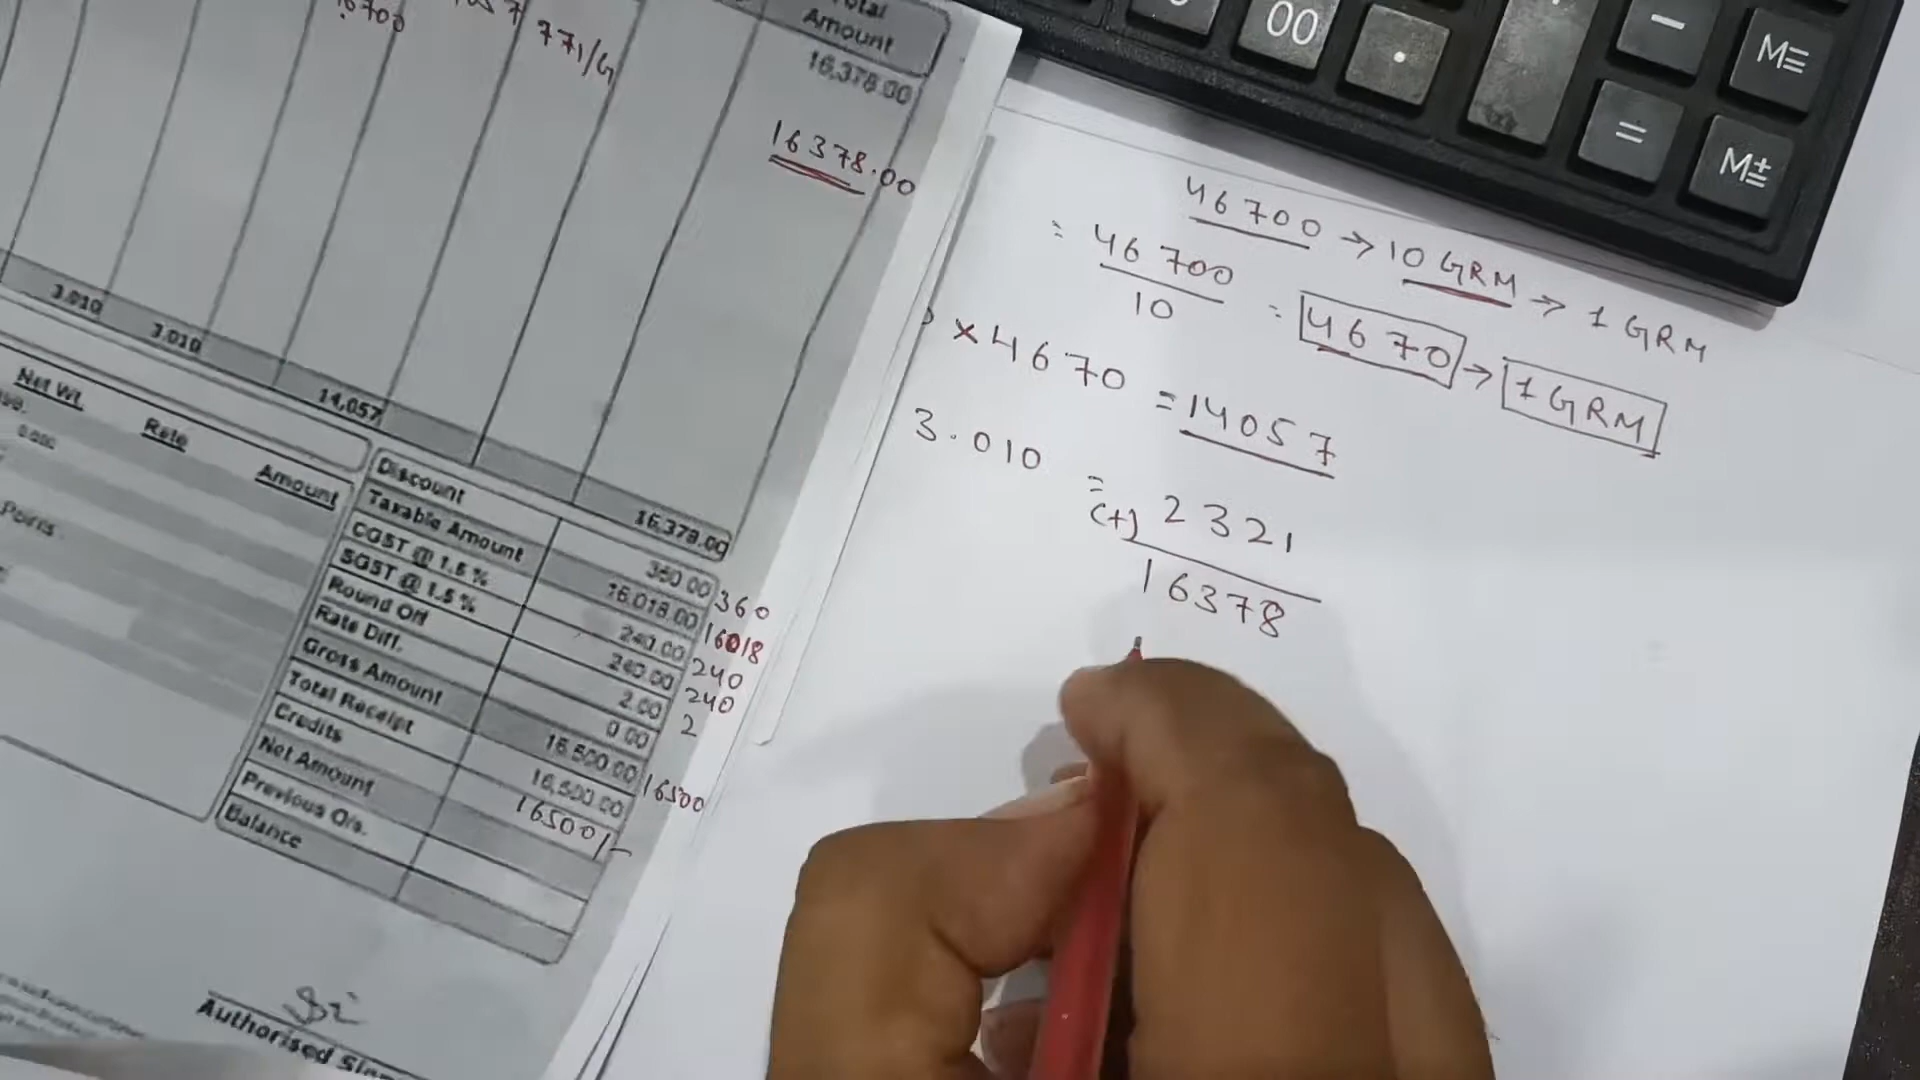 771/G
Amount
16,378.00
16378.00
3.010
3.010
14,057
16,378.00
Net Wt.
Rate
Amount
Discount 360.00 360
Taxable Amount 16,018.00 16018
CGST @ 1.5 % 240.00 240
SGST @ 1.5 % 240.00 240
Round Off 2.00 2
Rate Diff. 0.00
Gross Amount 16,500.00 16500
Total Receipt 16,500.00
Credits 16500/-
Net Amount
Previous O/s.
Balance
Authorised
00
.
-
=
46700 → 10 GRM → 1 GRM
= 46700
10
= 4670 → 1 GRM
× 4670 = 14057
3.010
=
(+) 2321
16378